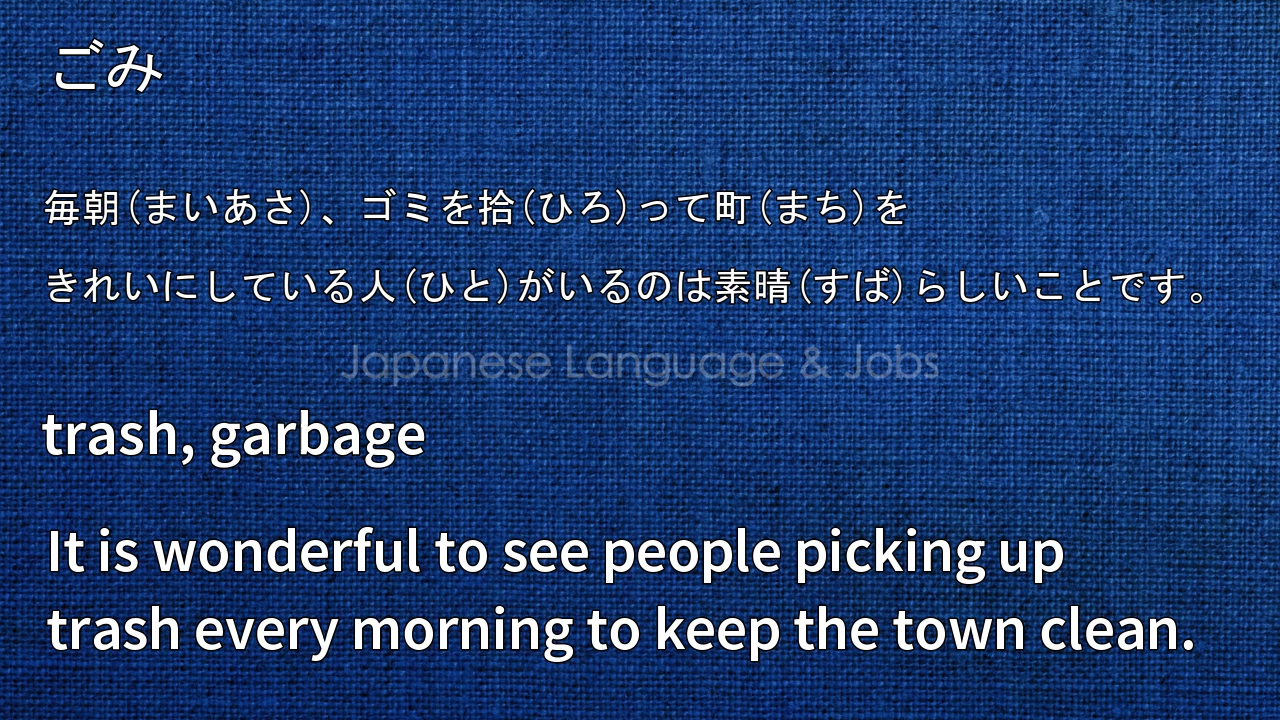 ごみ
毎朝(まいあさ)、ゴミを拾(ひろ)って町(まち)を
きれいにしている人(ひと)がいるのは素晴(すば)らしいことです。
Japanese Language & Jobs
trash, garbage
It is wonderful to see people picking up
trash every morning to keep the town clean.